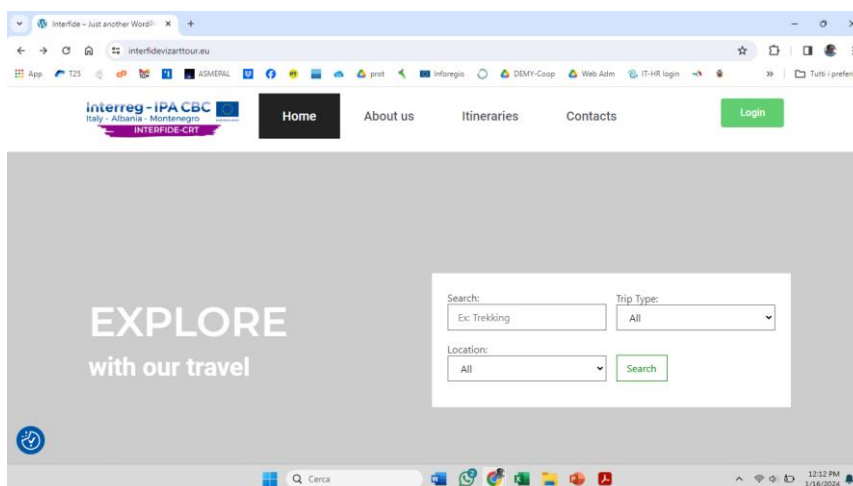 Interfide – Just another WordPr
interfidevizarttour.eu
App T25 ASMEPAL prot Inforegio DEMY-Coop Web Adm IT-HR login » Tutti i preferi
Interreg - IPA CBC
Italy - Albania - Montenegro
INTERFIDE-CRT
Home About us Itineraries Contacts Login
EXPLORE
with our travel
Search: Trip Type:
Ex: Trekking All
Location:
All Search
Cerca
12:12 PM
1/16/2024